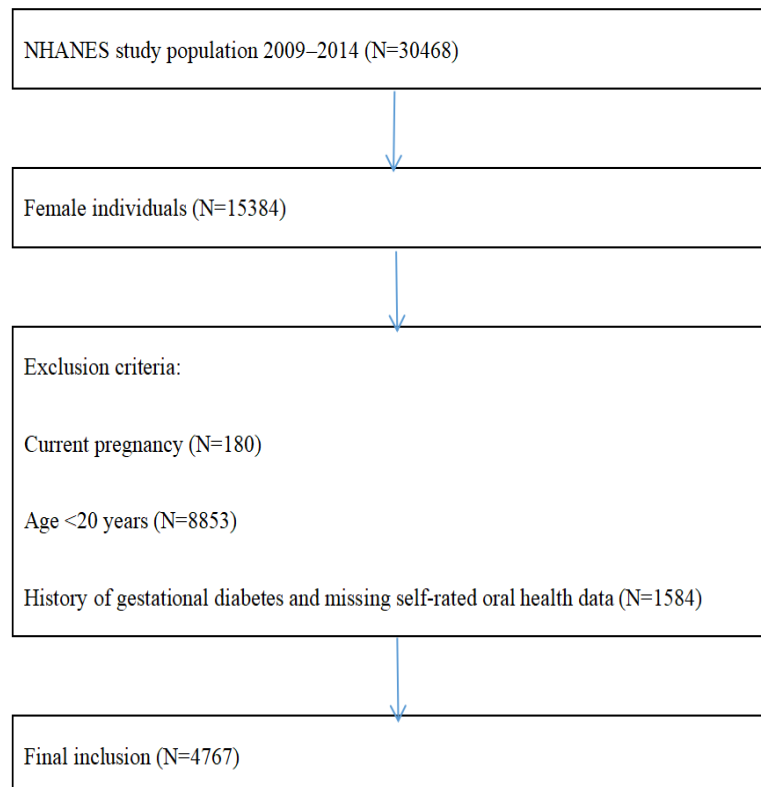 NHANES study population 2009–2014 (N=30468)
Female individuals (N=15384)
Exclusion criteria:
Current pregnancy (N=180)
Age <20 years (N=8853)
History of gestational diabetes and missing self-rated oral health data (N=1584)
Final inclusion (N=4767)